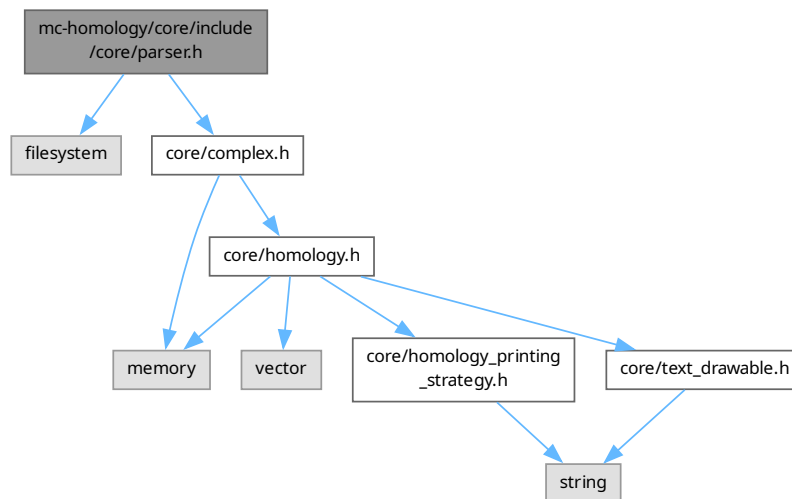 mc-homology/core/include
/core/parser.h
filesystem
core/complex.h
core/homology.h
memory
vector
core/homology_printing
_strategy.h
core/text_drawable.h
string